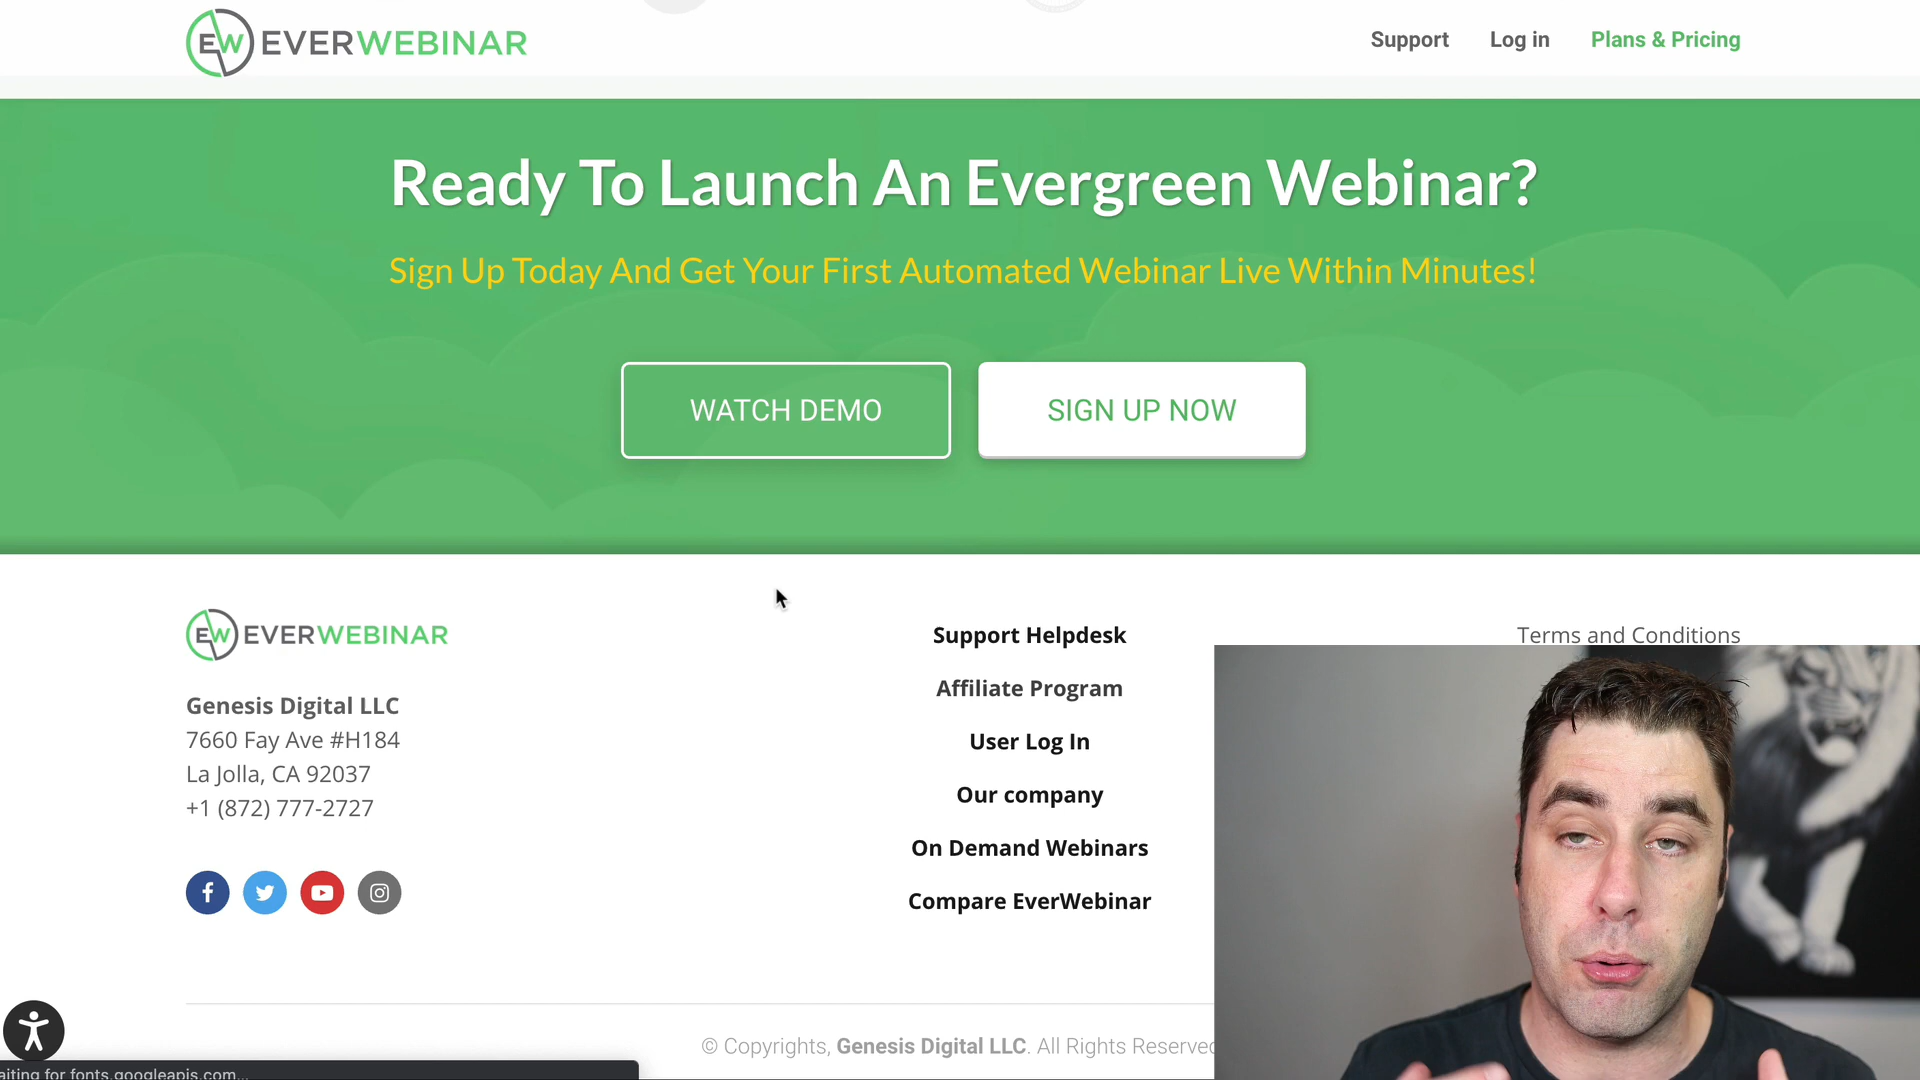 EW EVERWEBINAR
Support
Log in
Plans & Pricing
Ready To Launch An Evergreen Webinar?
Sign Up Today And Get Your First Automated Webinar Live Within Minutes!
WATCH DEMO
SIGN UP NOW
EW EVERWEBINAR
Genesis Digital LLC
7660 Fay Ave #H184
La Jolla, CA 92037
+1 (872) 777-2727
Support Helpdesk
Affiliate Program
User Log In
Our company
On Demand Webinars
Compare EverWebinar
Terms and Conditions
© Copyrights, Genesis Digital LLC. All Rights Reserved
aiting for fonts.googleapis.com...